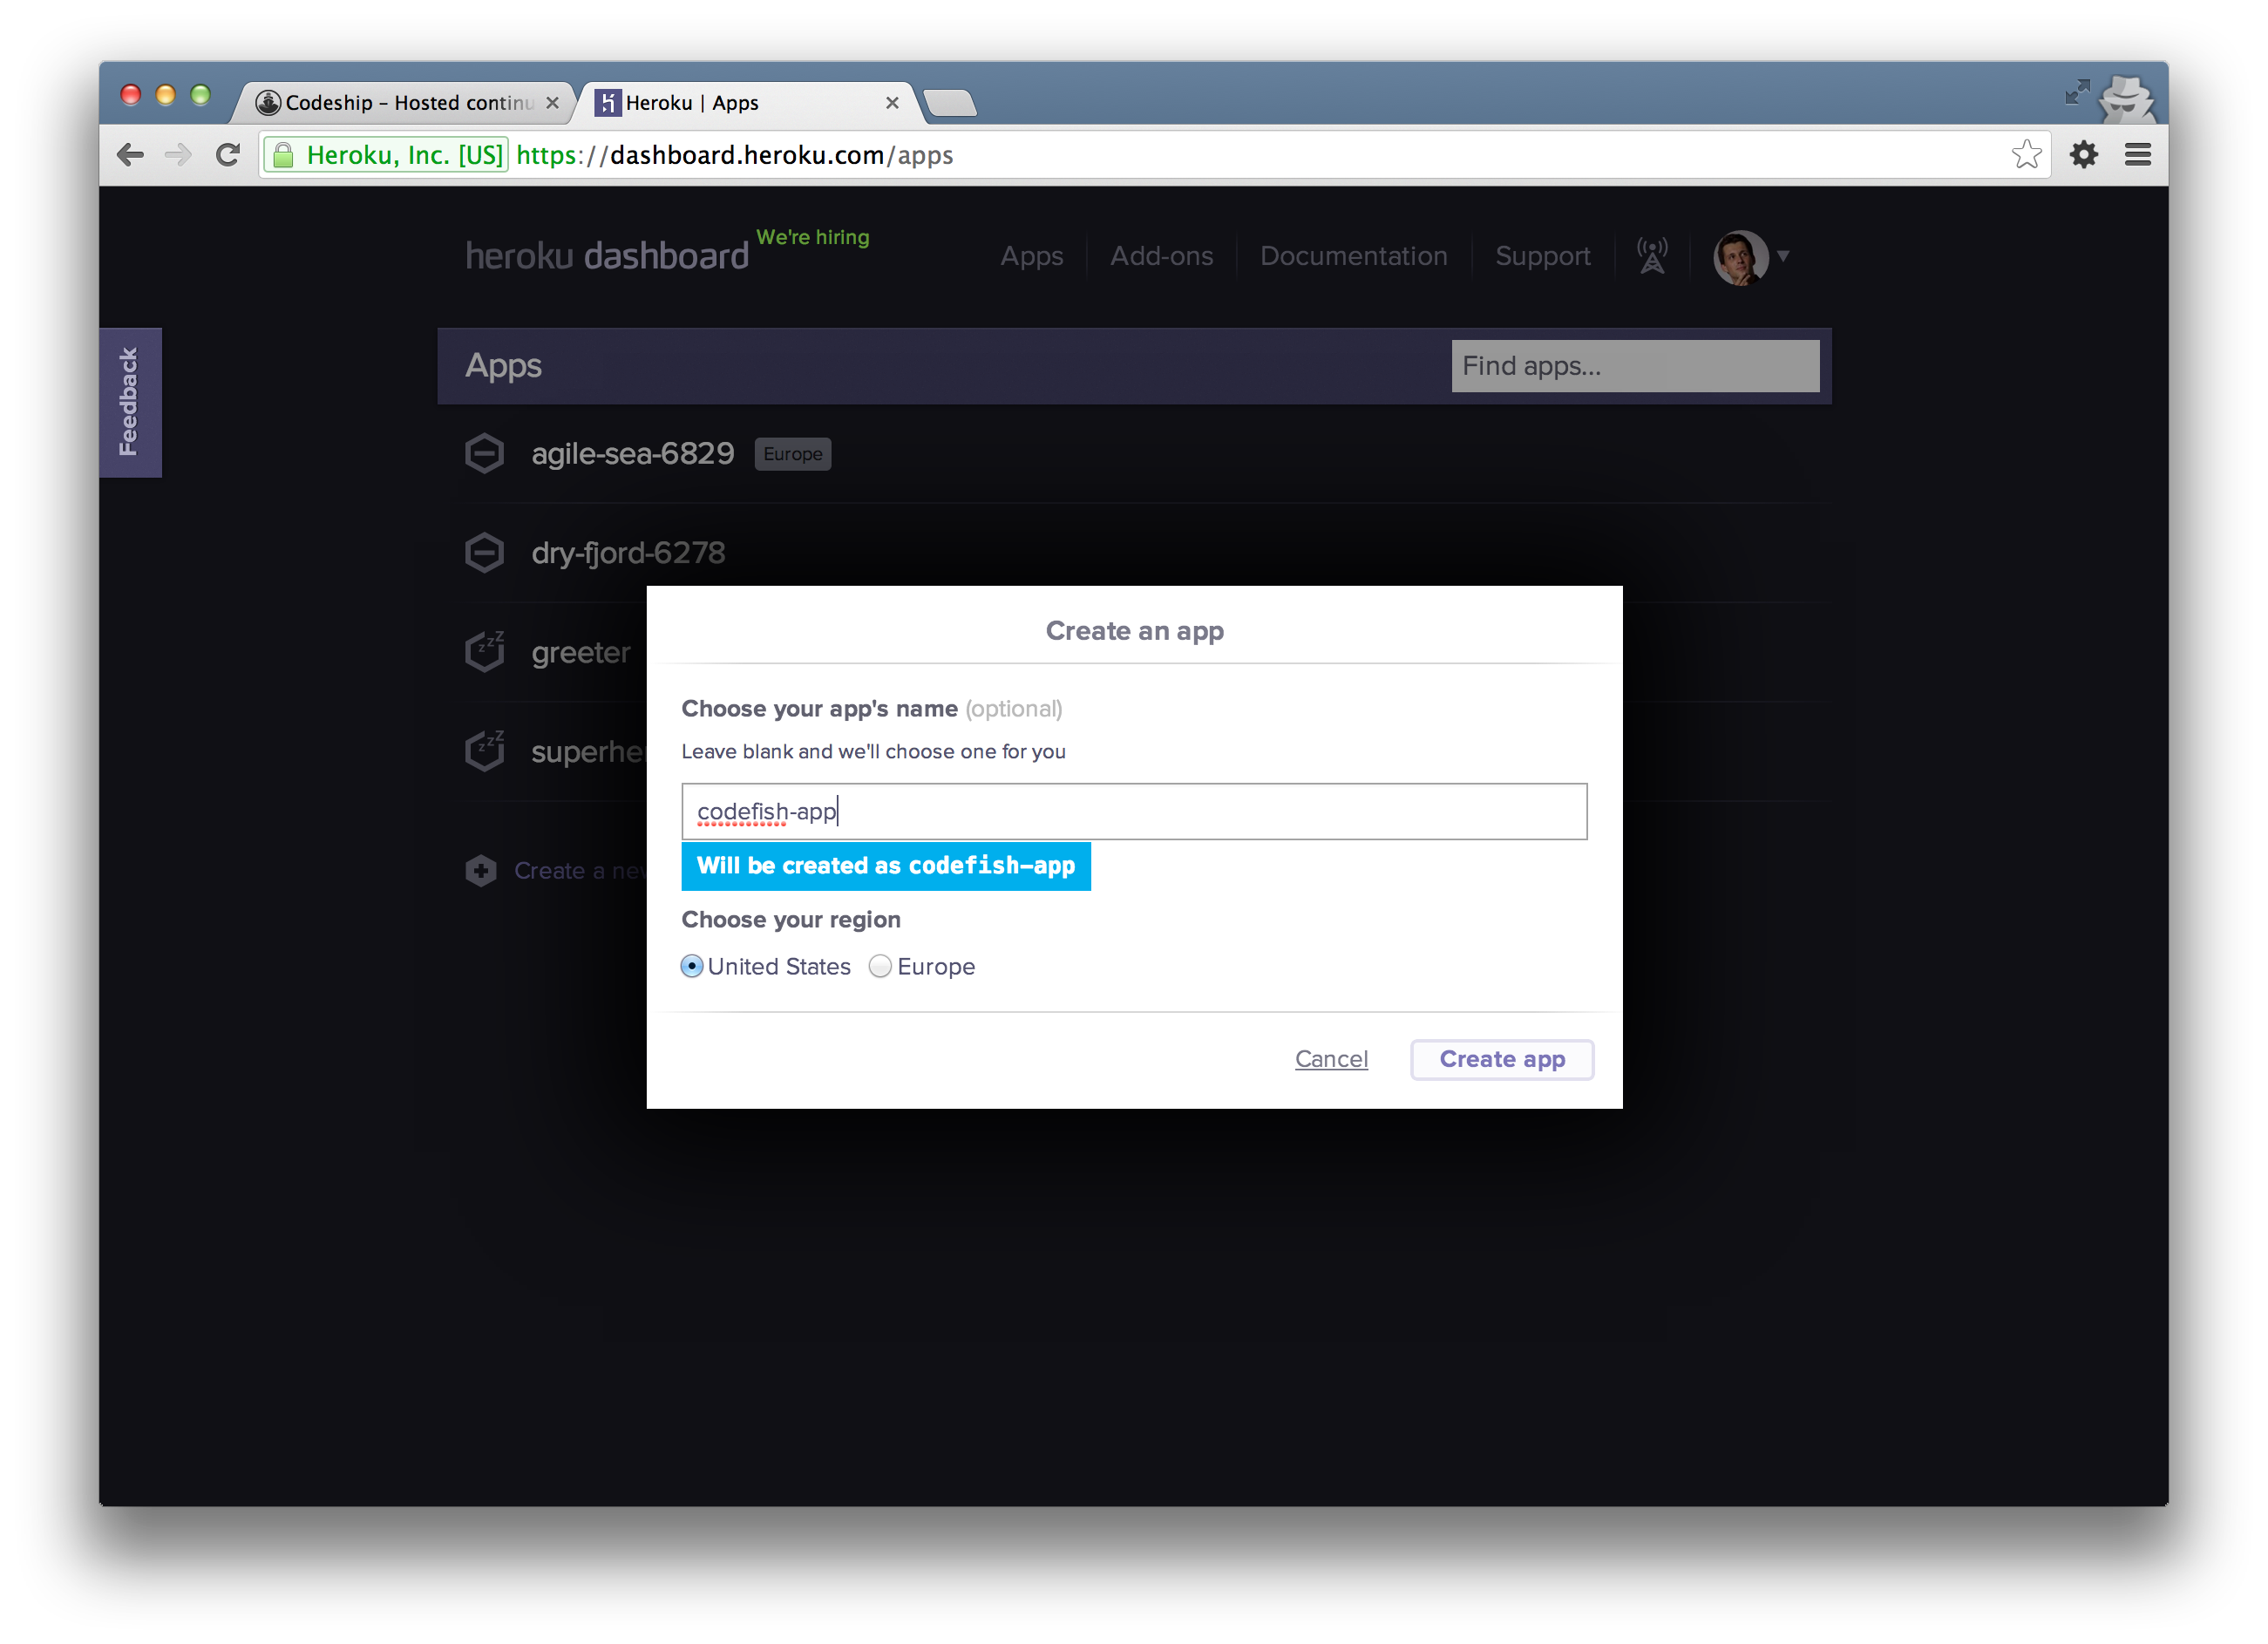 Codeship – Hosted continu
Heroku | Apps
Heroku, Inc. [US] https://dashboard.heroku.com/apps
heroku dashboard We're hiring
Apps Add-ons Documentation Support
Feedback
Apps
Find apps...
agile-sea-6829 Europe
dry-fjord-6278
greeter
superher
Create a new
Create an app
Choose your app's name (optional)
Leave blank and we'll choose one for you
codefish-app
Will be created as codefish-app
Choose your region
United States Europe
Cancel Create app